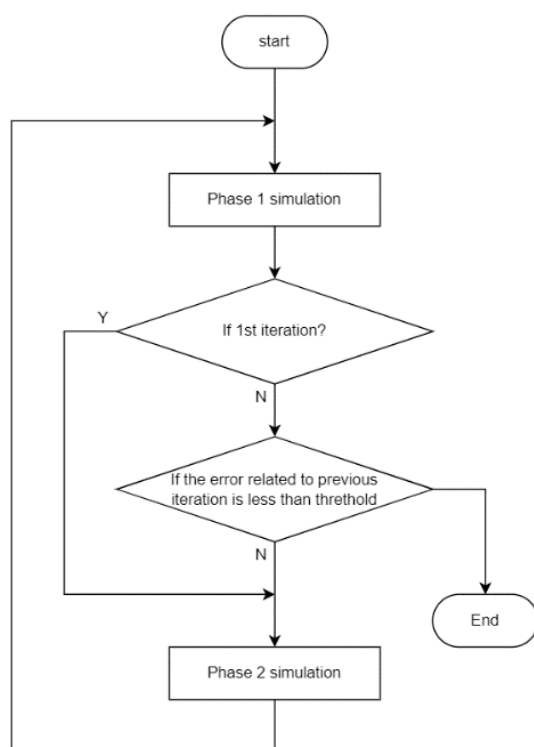 start
Phase 1 simulation
Y
If 1st iteration?
N
If the error related to previous
iteration is less than threthold
N
End
Phase 2 simulation